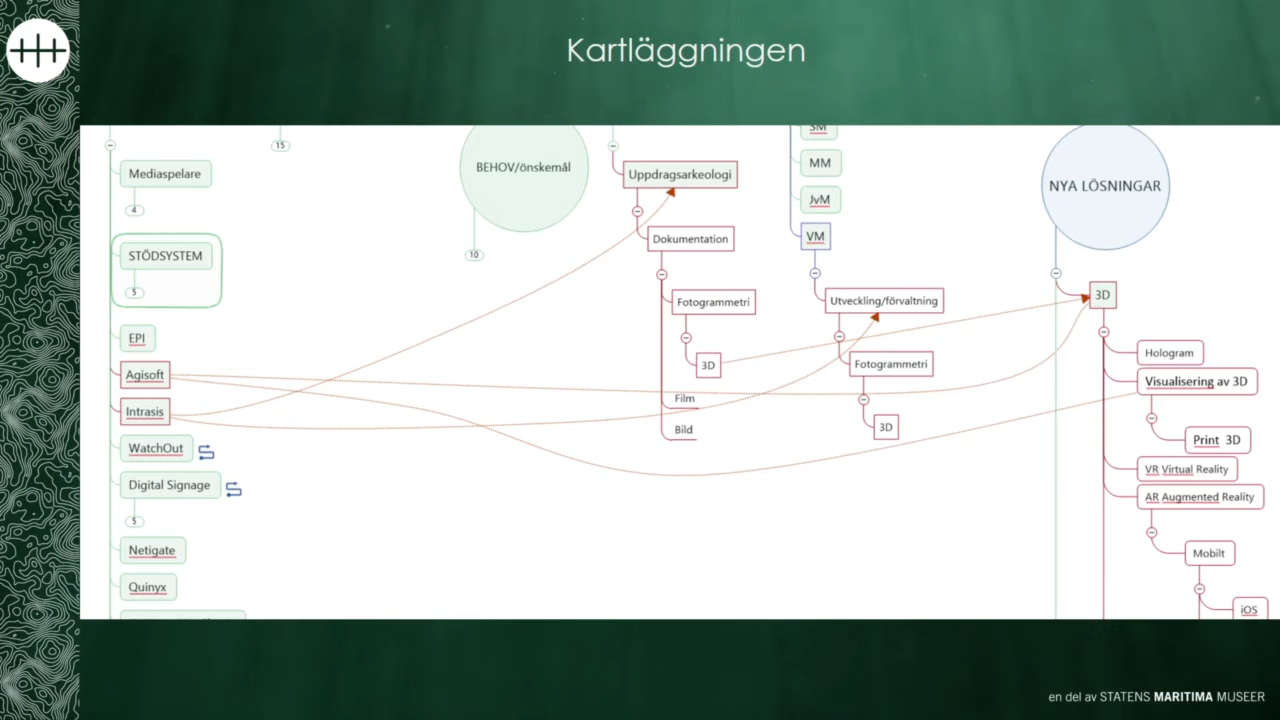 Kartläggningen
15
Mediaspelare
4
STÖDSYSTEM
5
EPI
Agisoft
Intrasis
WatchOut
Digital Signage
5
Netigate
Quinyx
BEHOV/önskemål
10
Uppdragsarkeologi
Dokumentation
Fotogrammetri
3D
Film
Bild
SM
MM
JvM
VM
Utveckling/förvaltning
Fotogrammetri
3D
NYA LÖSNINGAR
3D
Hologram
Visualisering av 3D
Print 3D
VR Virtual Reality
AR Augmented Reality
Mobilt
iOS
en del av STATENS MARITIMA MUSEER